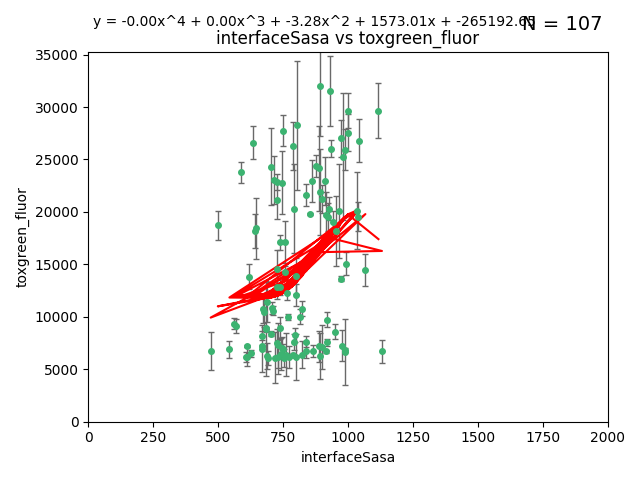 y = -0.00x^4 + 0.00x^3 + -3.28x^2 + 1573.01x + -265192.65
N = 107
interfaceSasa vs toxgreen_fluor
35000
30000
25000
20000
15000
10000
5000
0
toxgreen_fluor
0 250 500 750 1000 1250 1500 1750 2000
interfaceSasa